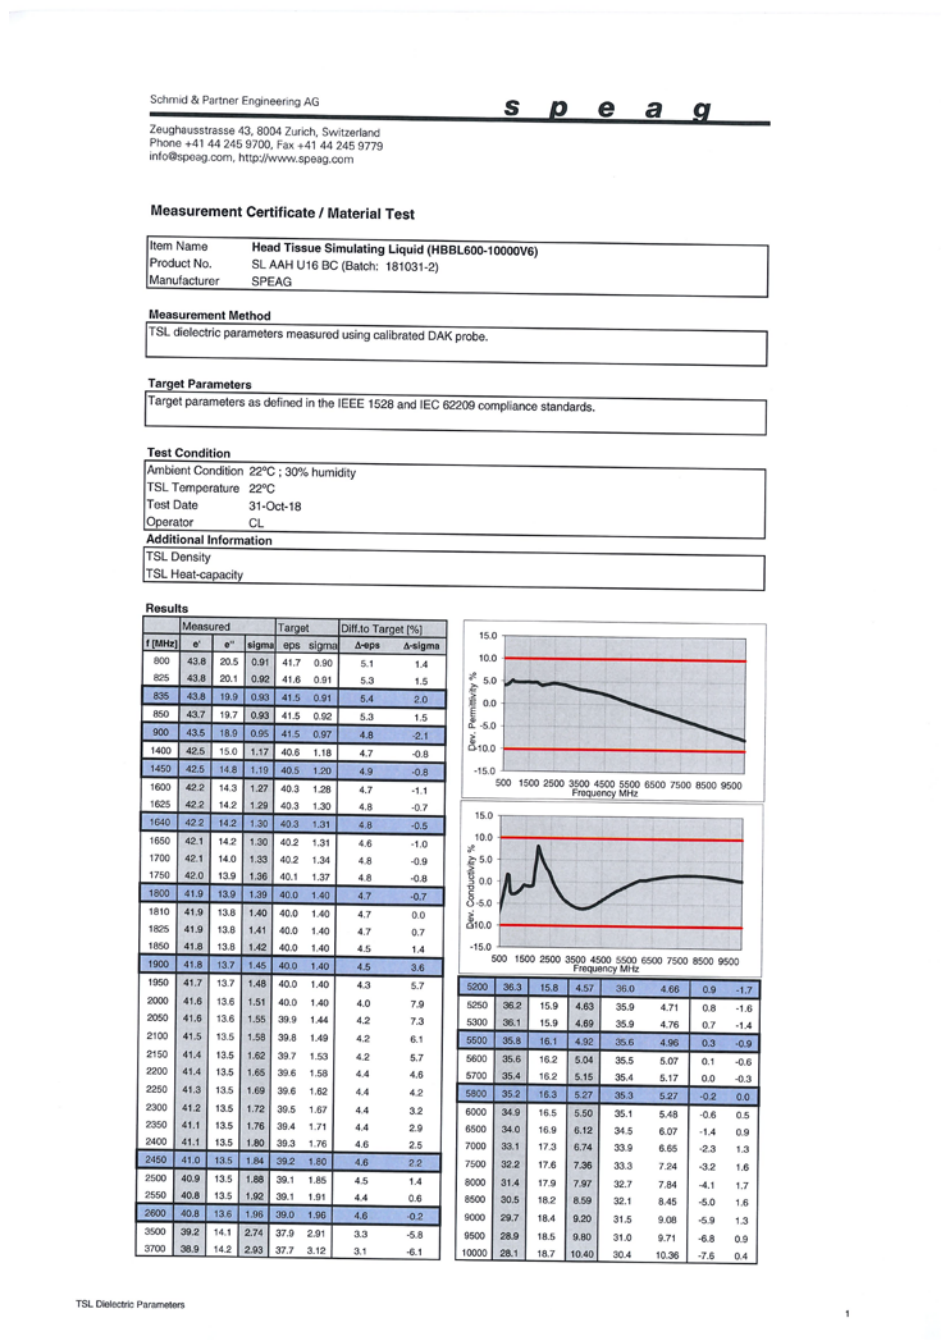 Schmid & Partner Engineering AG
s p e a g
Zeughausstrasse 43, 8004 Zurich, Switzerland
Phone +41 44 245 9700, Fax +41 44 245 9779
info@speag.com, http://www.speag.com
Measurement Certificate / Material Test
Item Name Head Tissue Simulating Liquid (HBBL600-10000V6)
Product No. SL AAH U16 BC (Batch: 181031-2)
Manufacturer SPEAG
Measurement Method
TSL dielectric parameters measured using calibrated DAK probe.
Target Parameters
Target parameters as defined in the IEEE 1528 and IEC 62209 compliance standards.
Test Condition
Ambient Condition 22°C ; 30% humidity
TSL Temperature 22°C
Test Date 31-Oct-18
Operator CL
Additional Information
TSL Density
TSL Heat-capacity
Results
Measured Target Diff.to Target [%]
f [MHz] e' e'' sigma eps sigma Δ-eps Δ-sigma
800 43.8 20.5 0.91 41.7 0.90 5.1 1.4
825 43.8 20.1 0.92 41.6 0.91 5.3 1.5
835 43.8 19.9 0.93 41.5 0.91 5.4 2.0
850 43.7 19.7 0.93 41.5 0.92 5.3 1.5
900 43.5 18.9 0.95 41.5 0.97 4.8 -2.1
1400 42.5 15.0 1.17 40.6 1.18 4.7 -0.8
1450 42.5 14.8 1.19 40.5 1.20 4.9 -0.8
1600 42.2 14.3 1.27 40.3 1.28 4.7 -1.1
1625 42.2 14.2 1.29 40.3 1.30 4.8 -0.7
1640 42.2 14.2 1.30 40.3 1.31 4.8 -0.5
1650 42.1 14.2 1.30 40.2 1.31 4.6 -1.0
1700 42.1 14.0 1.33 40.2 1.34 4.8 -0.9
1750 42.0 13.9 1.36 40.1 1.37 4.8 -0.8
1800 41.9 13.9 1.39 40.0 1.40 4.7 -0.7
1810 41.9 13.8 1.40 40.0 1.40 4.7 0.0
1825 41.9 13.8 1.41 40.0 1.40 4.7 0.7
1850 41.8 13.8 1.42 40.0 1.40 4.5 1.4
1900 41.8 13.7 1.45 40.0 1.40 4.5 3.6
1950 41.7 13.7 1.48 40.0 1.40 4.3 5.7
2000 41.6 13.6 1.51 40.0 1.40 4.0 7.9
2050 41.6 13.6 1.55 39.9 1.44 4.2 7.3
2100 41.5 13.5 1.58 39.8 1.49 4.2 6.1
2150 41.4 13.5 1.62 39.7 1.53 4.2 5.7
2200 41.4 13.5 1.65 39.6 1.58 4.4 4.6
2250 41.3 13.5 1.69 39.6 1.62 4.4 4.2
2300 41.2 13.5 1.72 39.5 1.67 4.4 3.2
2350 41.1 13.5 1.76 39.4 1.71 4.4 2.9
2400 41.1 13.5 1.80 39.3 1.76 4.6 2.5
2450 41.0 13.5 1.84 39.2 1.80 4.6 2.2
2500 40.9 13.5 1.88 39.1 1.85 4.5 1.4
2550 40.8 13.5 1.92 39.1 1.91 4.4 0.6
2600 40.8 13.6 1.96 39.0 1.96 4.6 -0.2
3500 39.2 14.1 2.74 37.9 2.91 3.3 -5.8
3700 38.9 14.2 2.93 37.7 3.12 3.1 -6.1
15.0
10.0
5.0
0.0
-5.0
-10.0
-15.0
Dev. Permittivity %
500 1500 2500 3500 4500 5500 6500 7500 8500 9500
Frequency MHz
15.0
10.0
5.0
0.0
-5.0
-10.0
-15.0
Dev. Conductivity %
500 1500 2500 3500 4500 5500 6500 7500 8500 9500
Frequency MHz
5200 36.3 15.8 4.57 36.0 4.66 0.9 -1.7
5250 36.2 15.9 4.63 35.9 4.71 0.8 -1.6
5300 36.1 15.9 4.69 35.9 4.76 0.7 -1.4
5500 35.8 16.1 4.92 35.6 4.96 0.3 -0.9
5600 35.6 16.2 5.04 35.5 5.07 0.1 -0.6
5700 35.4 16.2 5.15 35.4 5.17 0.0 -0.3
5800 35.2 16.3 5.27 35.3 5.27 -0.2 0.0
6000 34.9 16.5 5.50 35.1 5.48 -0.6 0.5
6500 34.0 16.9 6.12 34.5 6.07 -1.4 0.9
7000 33.1 17.3 6.74 33.9 6.65 -2.3 1.3
7500 32.2 17.6 7.36 33.3 7.24 -3.2 1.6
8000 31.4 17.9 7.97 32.7 7.84 -4.1 1.7
8500 30.5 18.2 8.59 32.1 8.45 -5.0 1.6
9000 29.7 18.4 9.20 31.5 9.08 -5.9 1.3
9500 28.9 18.5 9.80 31.0 9.71 -6.8 0.9
10000 28.1 18.7 10.40 30.4 10.36 -7.6 0.4
TSL Dielectric Parameters
1